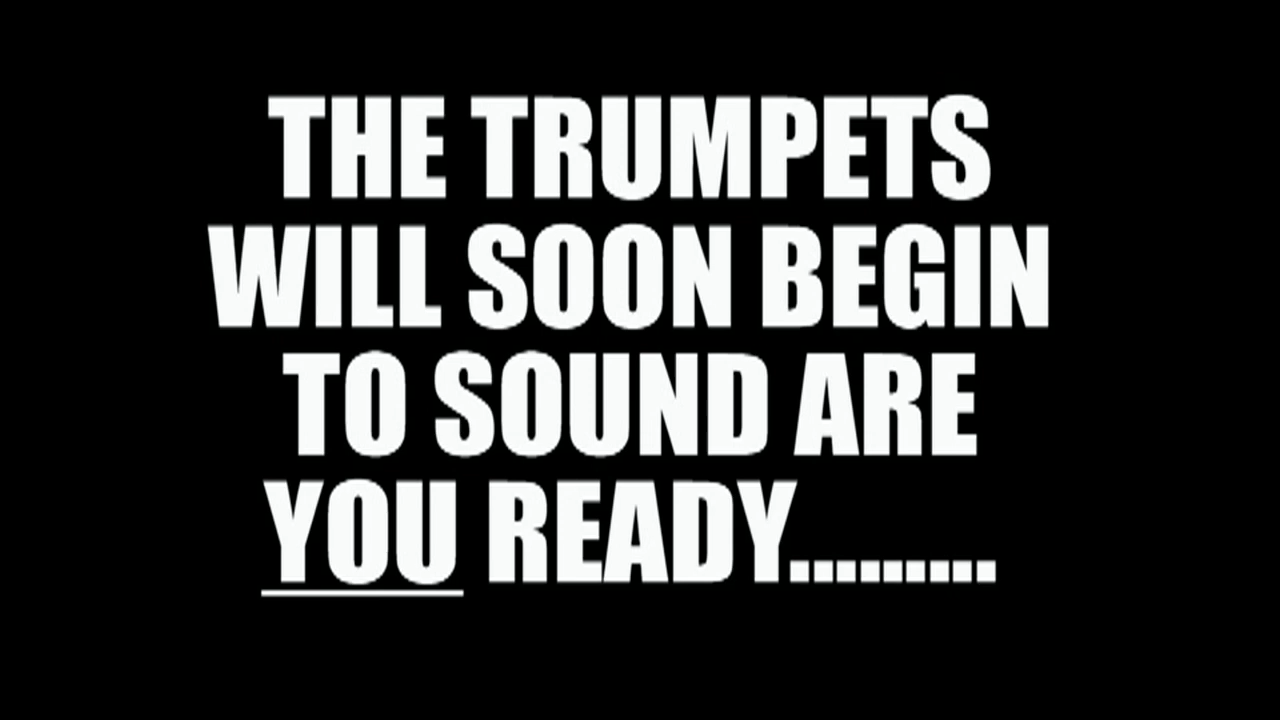 THE TRUMPETS
WILL SOON BEGIN
TO SOUND ARE
YOU READY.........